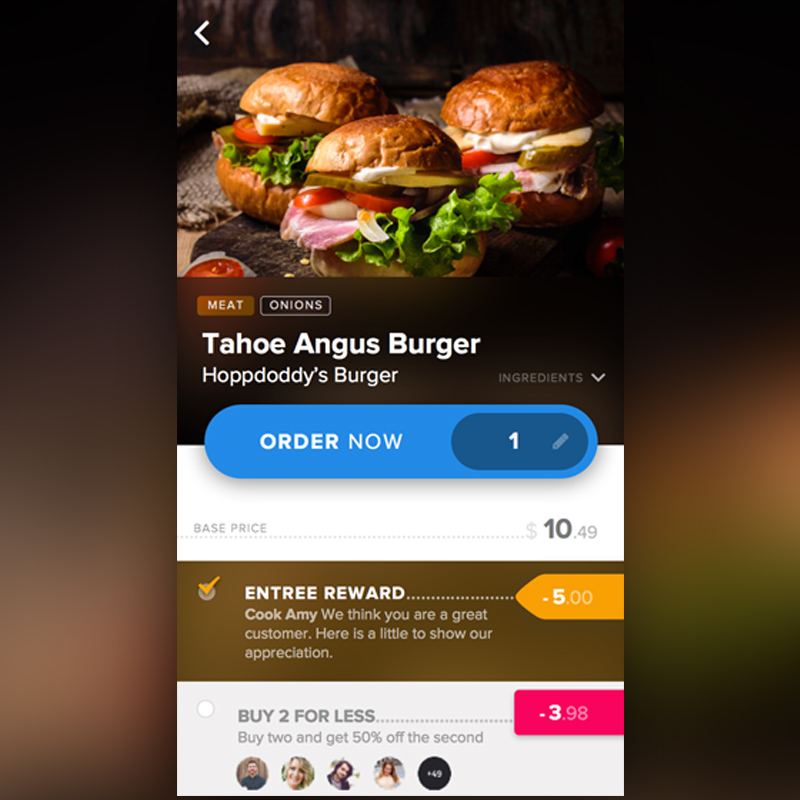 MEAT ONIONS
Tahoe Angus Burger
Hoppdoddy's Burger
INGREDIENTS
ORDER NOW 1
BASE PRICE $ 10.49
ENTREE REWARD - 5.00
Cook Amy We think you are a great
customer. Here is a little to show our
appreciation.
BUY 2 FOR LESS - 3.98
Buy two and get 50% off the second
+49